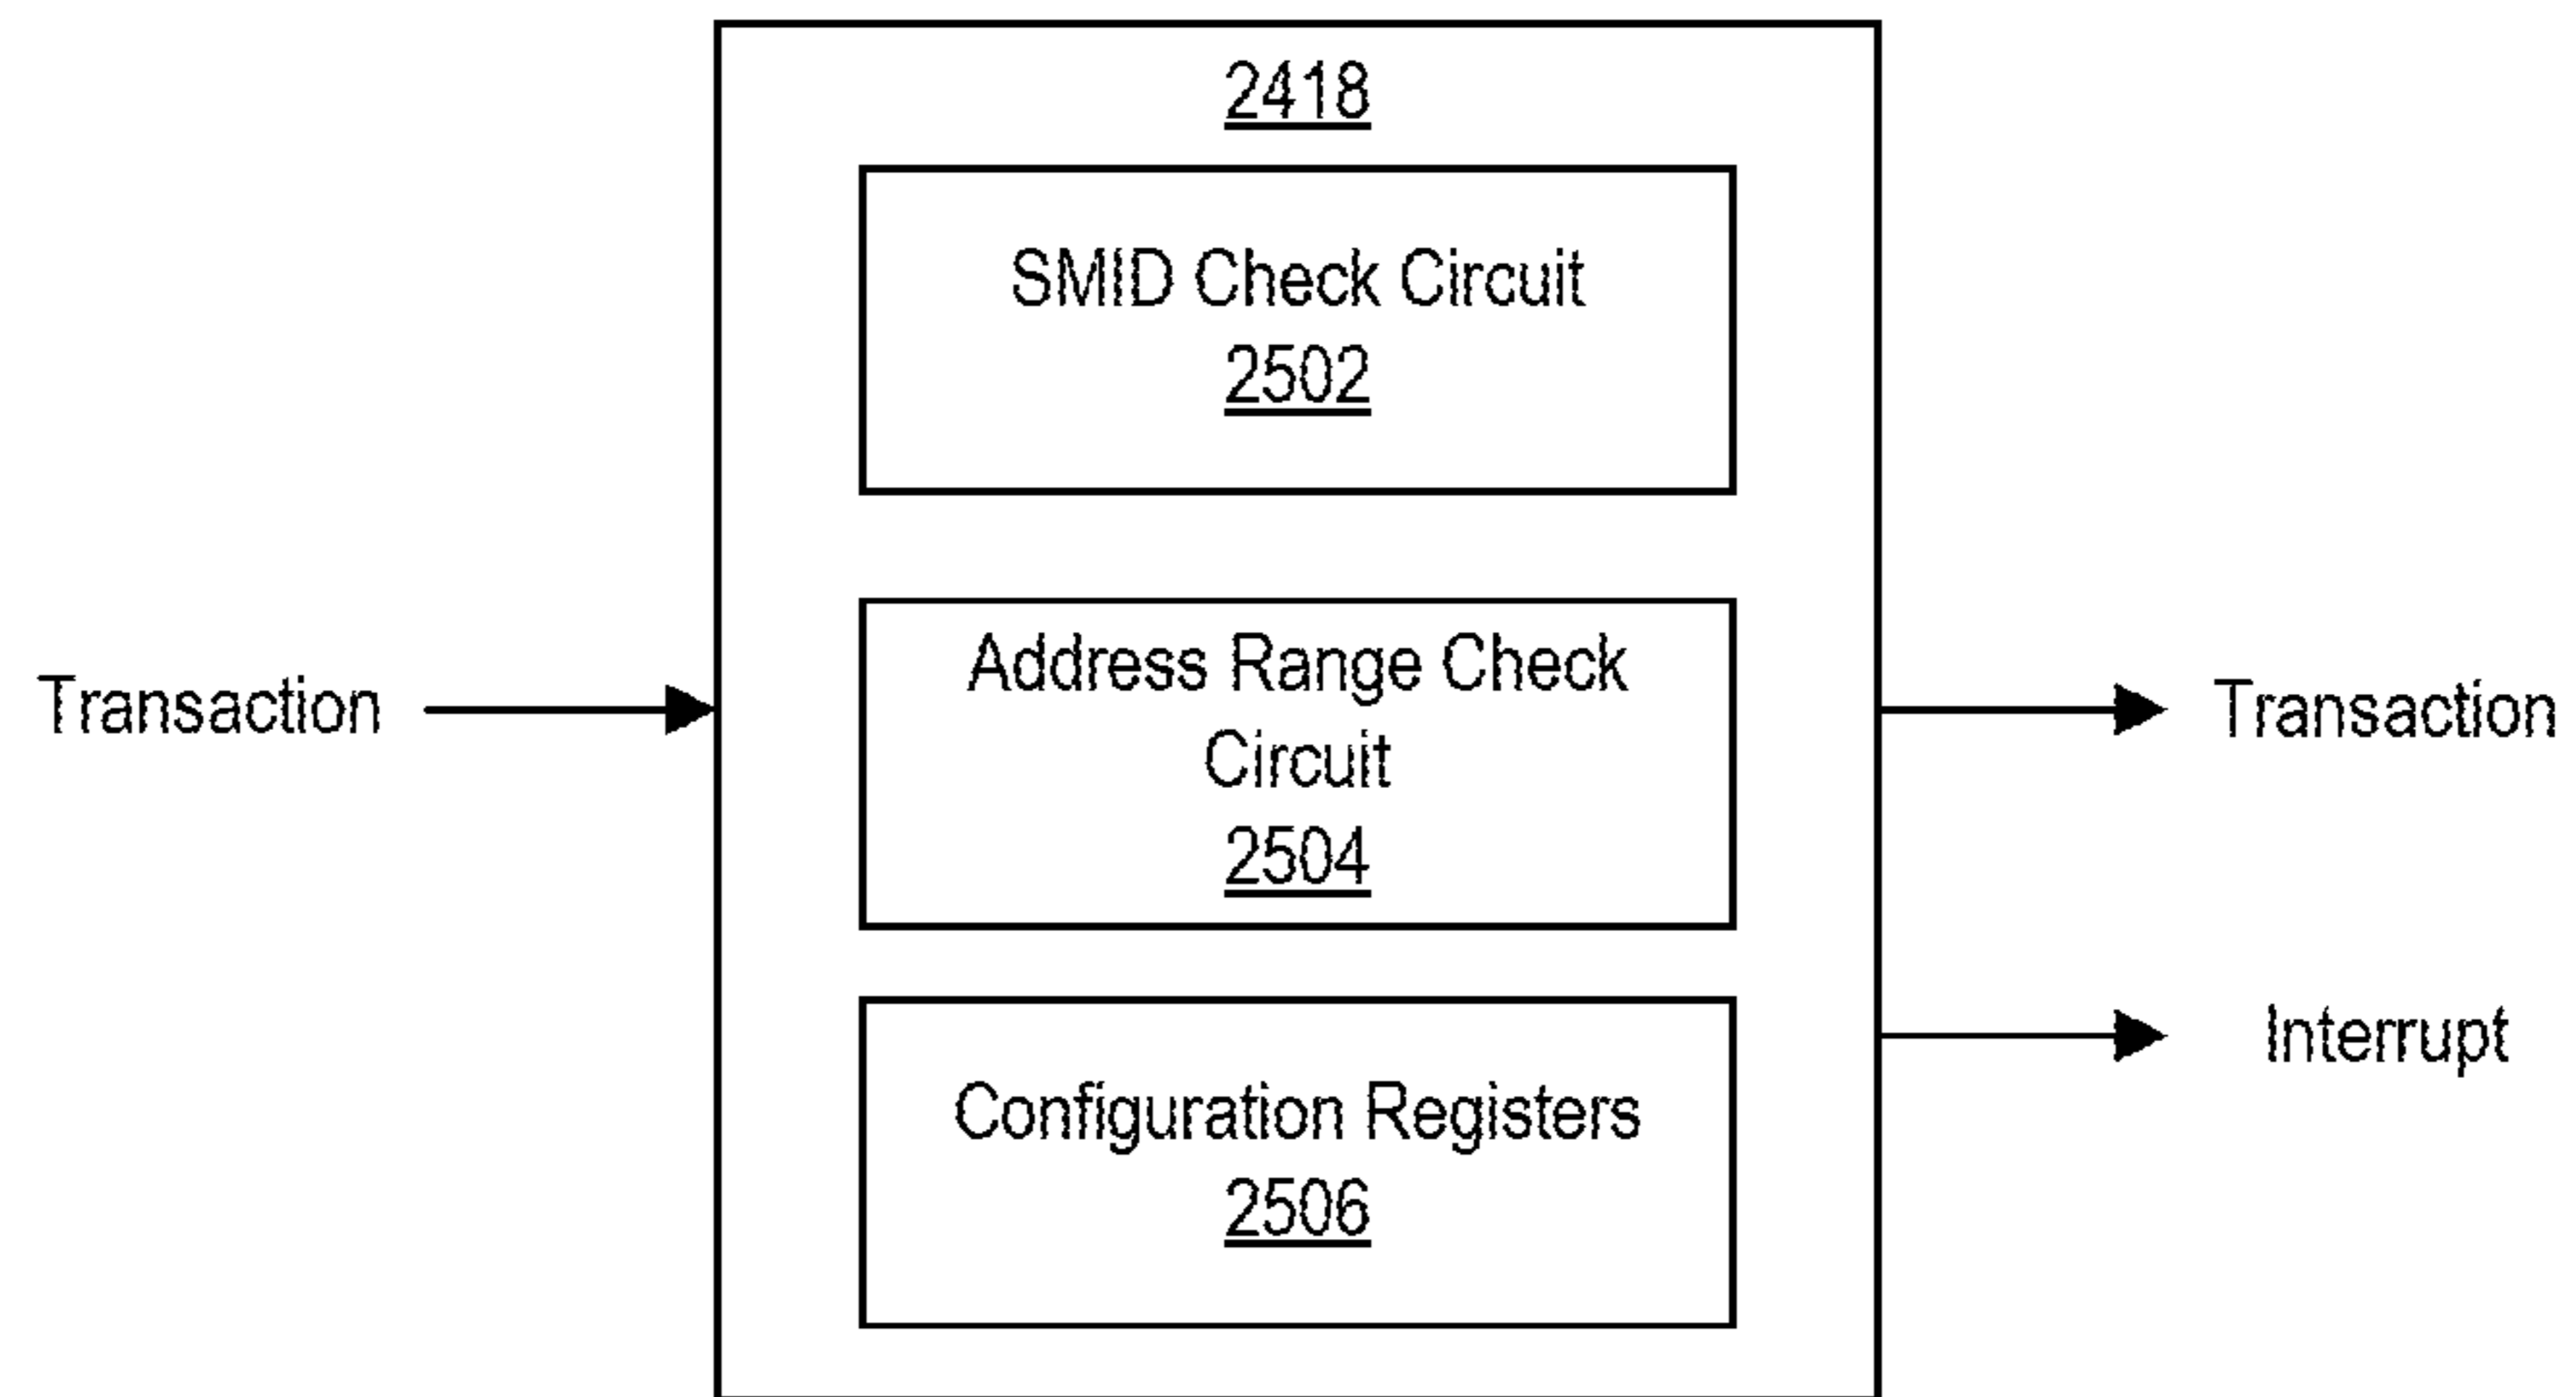 2418
SMID Check Circuit
2502
Address Range Check
Circuit
2504
Configuration Registers
2506
Transaction
Transaction
Interrupt